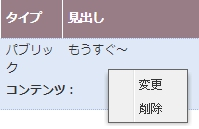 タイプ 見出し
パブリッ もうすぐ～
ク
コンテンツ：
変更
削除